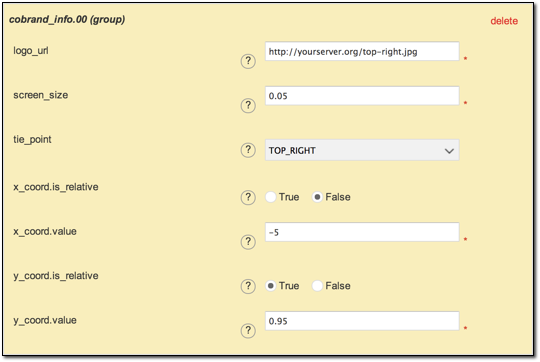 cobrand_info.00 (group) delete
logo_url ? http://yourserver.org/top-right.jpg *
screen_size ? 0.05 *
tie_point ? TOP_RIGHT
x_coord.is_relative ? True False
x_coord.value ? -5 *
y_coord.is_relative ? True False
y_coord.value ? 0.95 *